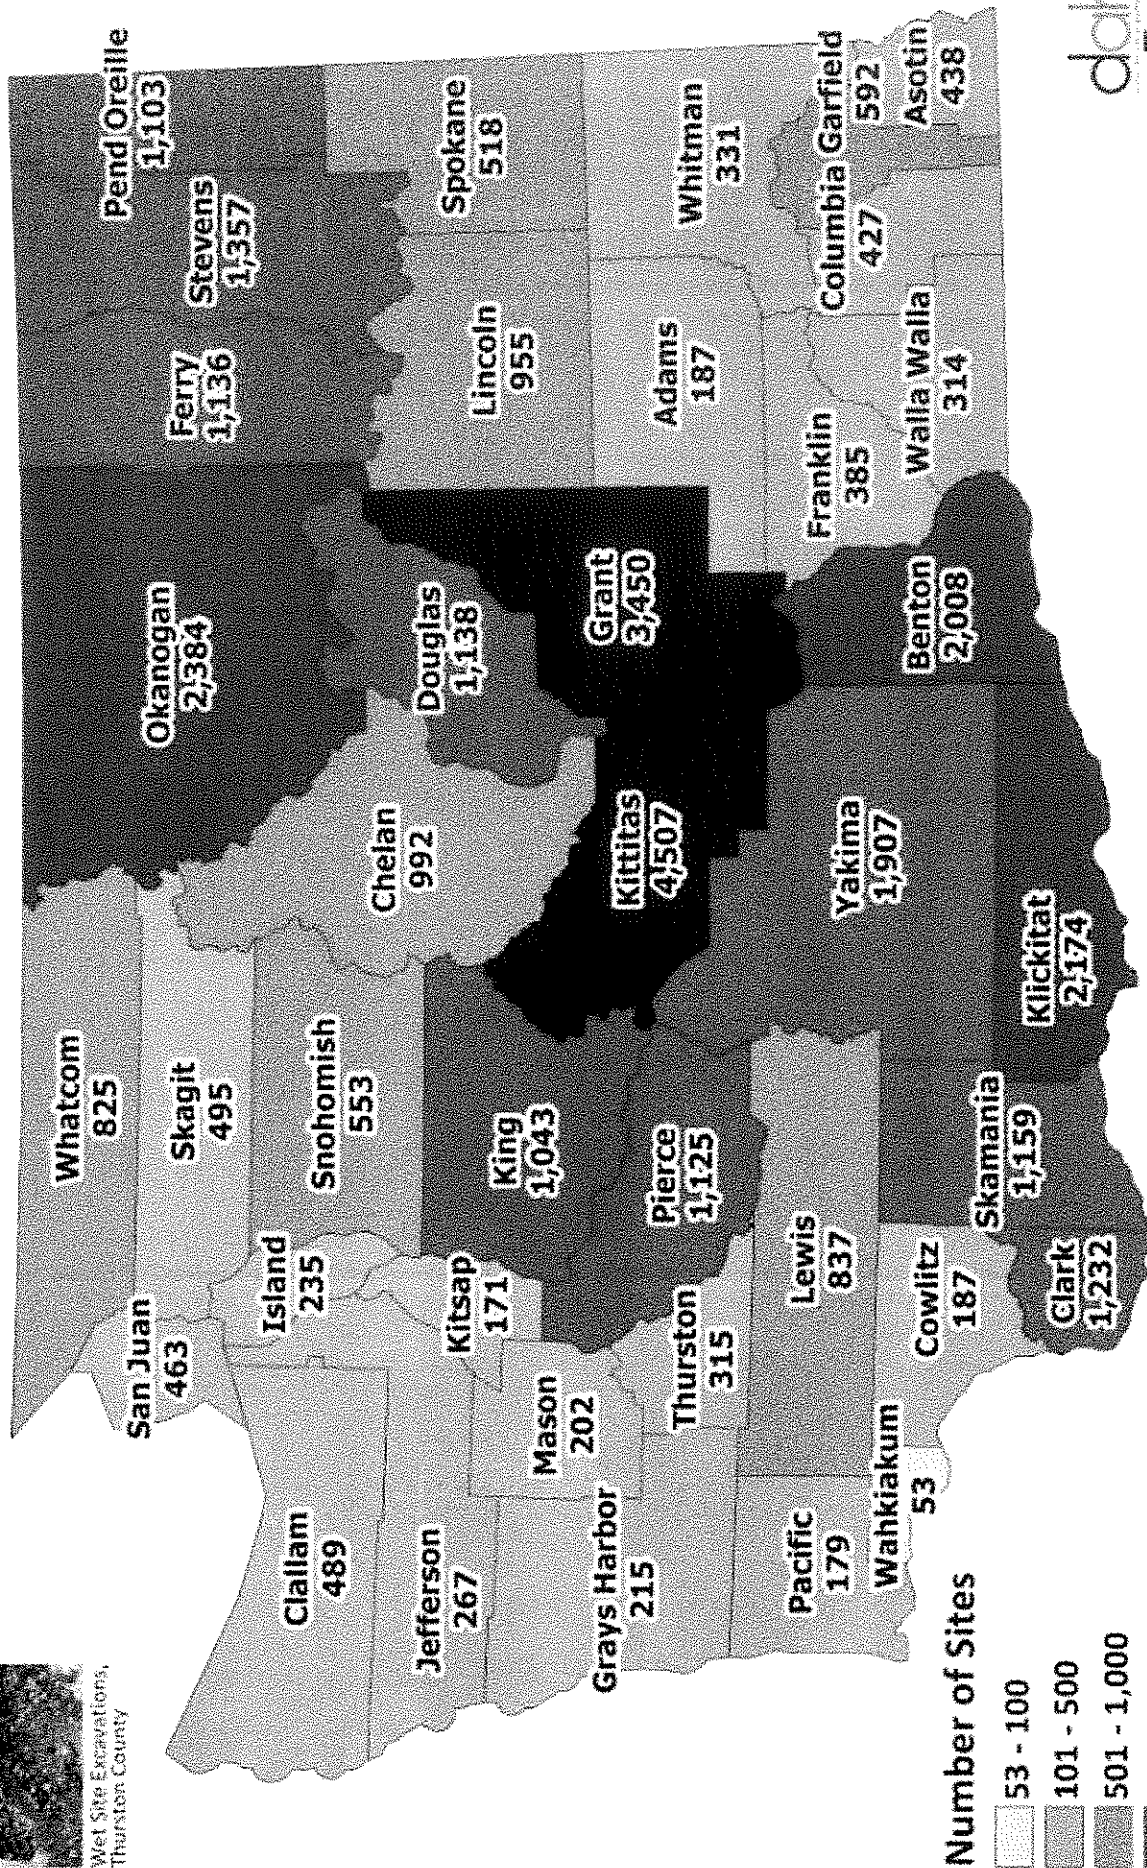 Wet Site Excavations,
Thurston County
Whatcom
825
San Juan
463
Skagit
495
Island
235
Snohomish
553
Clallam
489
Jefferson
267
Kitsap
171
King
1,043
Mason
202
Grays Harbor
215
Thurston
315
Pierce
1,125
Pacific
179
Lewis
837
Wahkiakum
53
Cowlitz
187
Clark
1,232
Skamania
1,159
Okanogan
2,384
Chelan
992
Douglas
1,138
Kittitas
4,507
Grant
3,450
Yakima
1,907
Klickitat
2,174
Benton
2,008
Ferry
1,136
Stevens
1,357
Pend Oreille
1,103
Lincoln
955
Spokane
518
Adams
187
Whitman
331
Franklin
385
Walla Walla
314
Columbia
427
Garfield
592
Asotin
438
Number of Sites
53 - 100
101 - 500
501 - 1,000